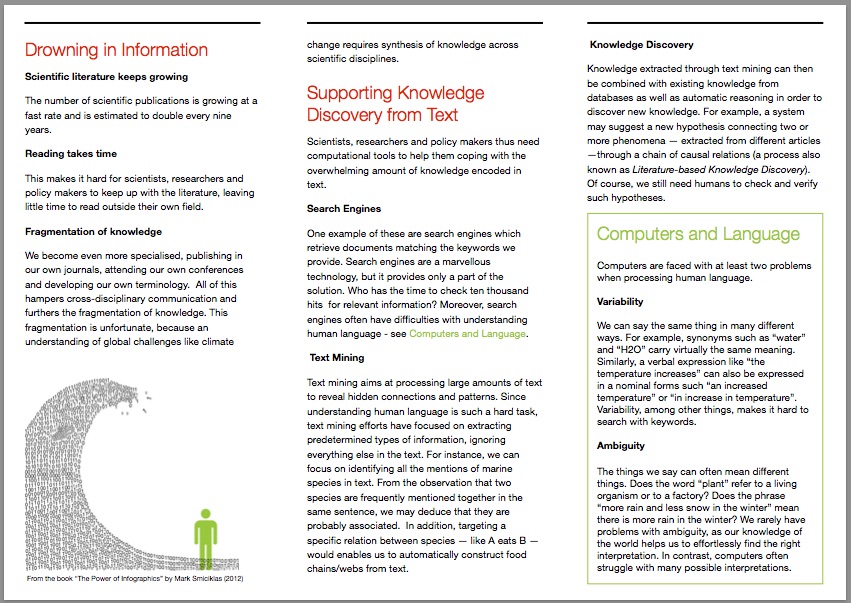 Drowning in Information
Scientific literature keeps growing
The number of scientific publications is growing at a
fast rate and is estimated to double every nine
years.
Reading takes time
This makes it hard for scientists, researchers and
policy makers to keep up with the literature, leaving
little time to read outside their own field.
Fragmentation of knowledge
We become even more specialised, publishing in
our own journals, attending our own conferences
and developing our own terminology.  All of this
hampers cross-disciplinary communication and
furthers the fragmentation of knowledge. This
fragmentation is unfortunate, because an
understanding of global challenges like climate
From the book “The Power of Infographics” by Mark Smiciklas (2012)
change requires synthesis of knowledge across
scientific disciplines.
Supporting Knowledge
Discovery from Text
Scientists, researchers and policy makers thus need
computational tools to help them coping with the
overwhelming amount of knowledge encoded in
text.
Search Engines
One example of these are search engines which
retrieve documents matching the keywords we
provide. Search engines are a marvellous
technology, but it provides only a part of the
solution. Who has the time to check ten thousand
hits  for relevant information? Moreover, search
engines often have difficulties with understanding
human language - see Computers and Language.
Text Mining
Text mining aims at processing large amounts of text
to reveal hidden connections and patterns. Since
understanding human language is such a hard task,
text mining efforts have focused on extracting
predetermined types of information, ignoring
everything else in the text. For instance, we can
focus on identifying all the mentions of marine
species in text. From the observation that two
species are frequently mentioned together in the
same sentence, we may deduce that they are
probably associated.  In addition, targeting a
specific relation between species — like A eats B —
would enables us to automatically construct food
chains/webs from text.
Knowledge Discovery
Knowledge extracted through text mining can then
be combined with existing knowledge from
databases as well as automatic reasoning in order to
discover new knowledge. For example, a system
may suggest a new hypothesis connecting two or
more phenomena — extracted from different articles
—through a chain of causal relations (a process also
known as Literature-based Knowledge Discovery).
Of course, we still need humans to check and verify
such hypotheses.
Computers and Language
Computers are faced with at least two problems
when processing human language.
Variability
We can say the same thing in many different
ways. For example, synonyms such as “water”
and “H2O” carry virtually the same meaning.
Similarly, a verbal expression like “the
temperature increases” can also be expressed
in a nominal forms such “an increased
temperature” or “in increase in temperature”.
Variability, among other things, makes it hard to
search with keywords.
Ambiguity
The things we say can often mean different
things. Does the word “plant” refer to a living
organism or to a factory? Does the phrase
“more rain and less snow in the winter” mean
there is more rain in the winter? We rarely have
problems with ambiguity, as our knowledge of
the world helps us to effortlessly find the right
interpretation. In contrast, computers often
struggle with many possible interpretations.